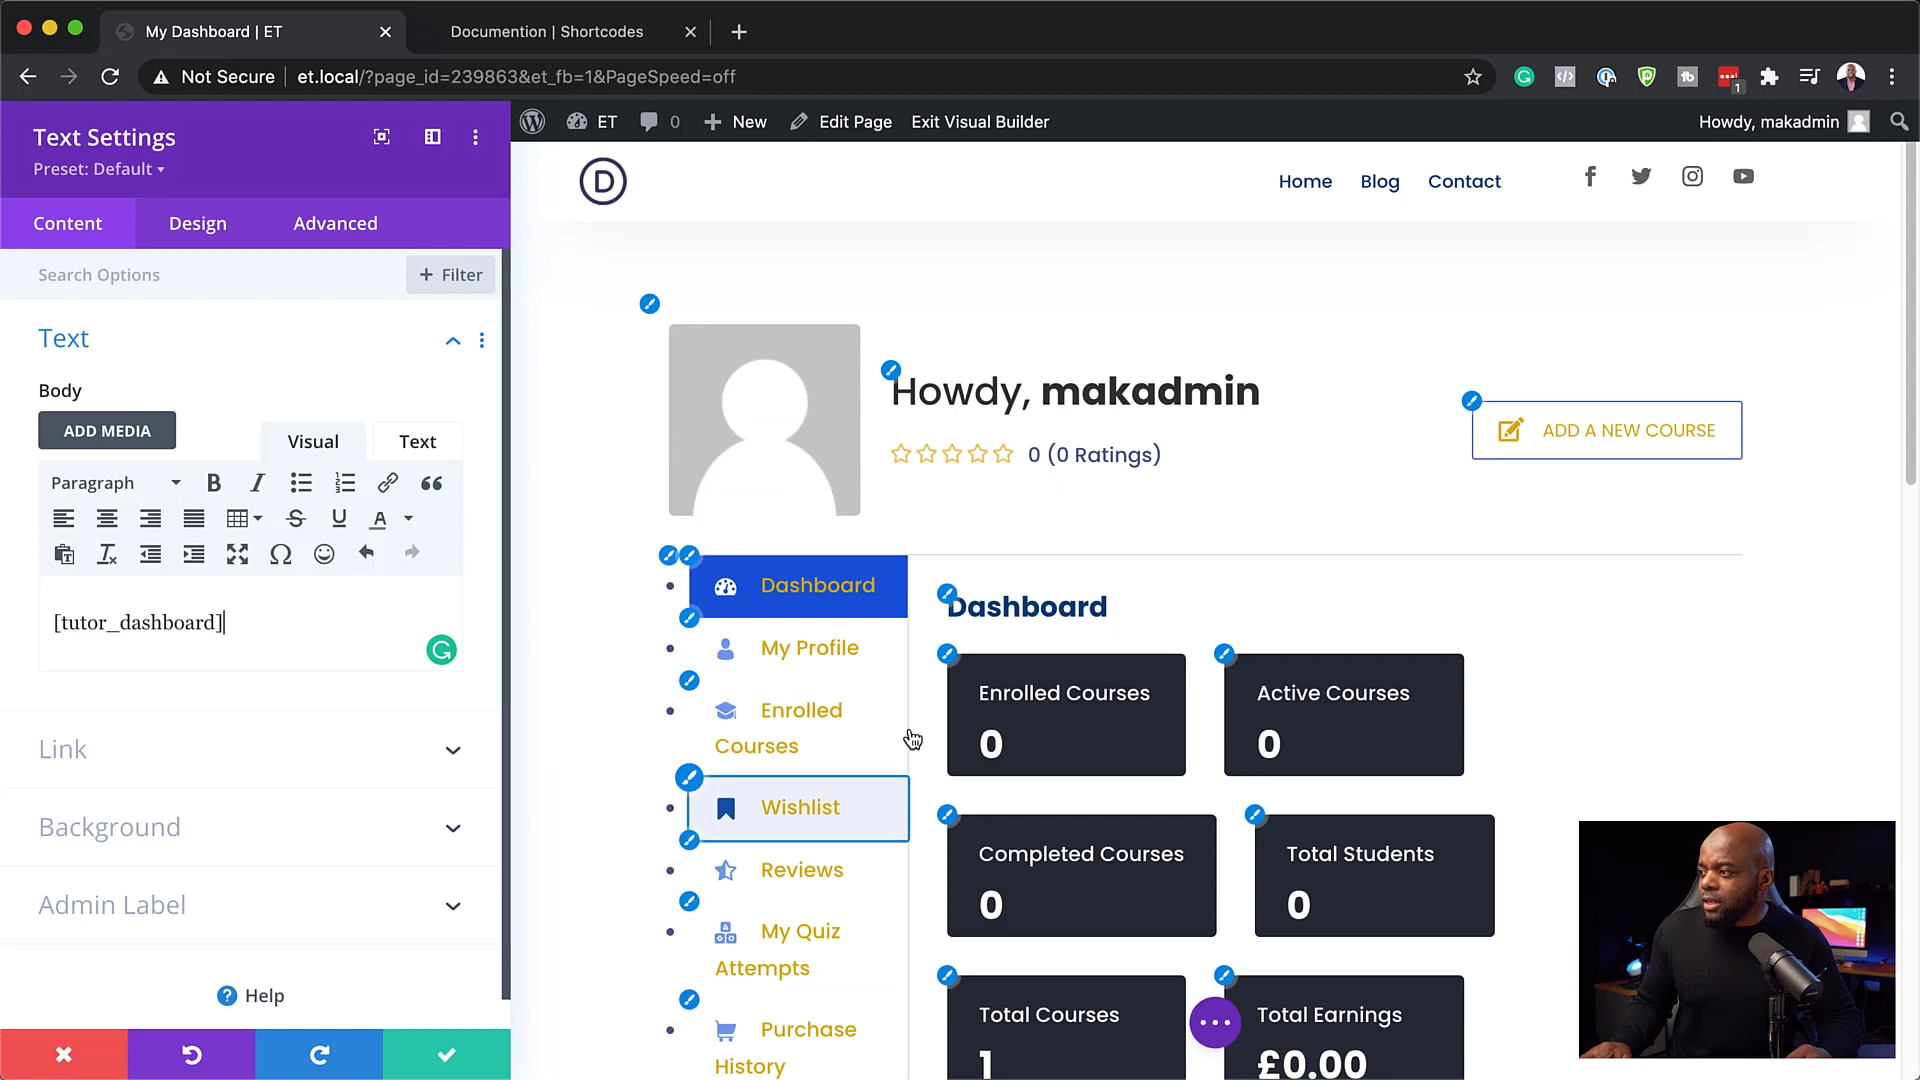 My Dashboard | ET
Documention | Shortcodes
Not Secure
et.local/?page_id=239863&et_fb=1&PageSpeed=off
1
Text Settings
Preset: Default
ET
0
New
Edit Page
Exit Visual Builder
Howdy, makadmin
Content
Design
Advanced
D
Home
Blog
Contact
Search Options
+ Filter
Text
Body
ADD MEDIA
Visual
Text
Paragraph
[tutor_dashboard]
Link
Background
Admin Label
Help
Howdy, makadmin
0 (0 Ratings)
ADD A NEW COURSE
Dashboard
My Profile
Enrolled
Courses
Wishlist
Reviews
My Quiz
Attempts
Purchase
History
Dashboard
Enrolled Courses
0
Active Courses
0
Completed Courses
0
Total Students
0
Total Courses
1
Total Earnings
£0.00